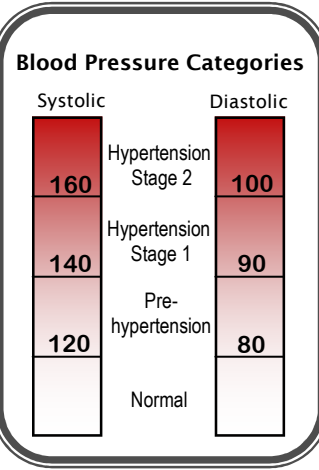 Blood Pressure Categories
Systolic
Diastolic
Hypertension
Stage 2
160
100
Hypertension
Stage 1
140
90
Pre-
hypertension
120
80
Normal